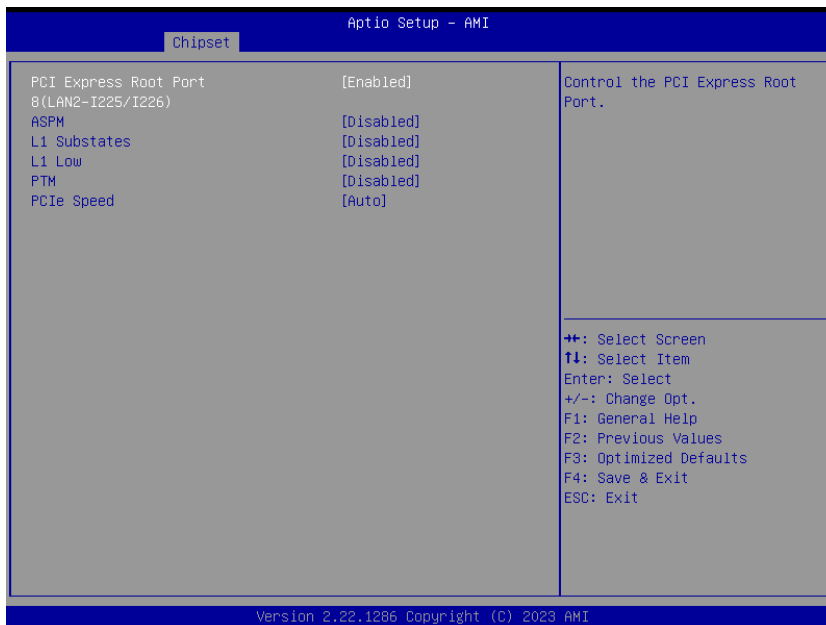 Aptio Setup – AMI
Chipset
PCI Express Root Port [Enabled]
8(LAN2-I225/I226)
ASPM [Disabled]
L1 Substates [Disabled]
L1 Low [Disabled]
PTM [Disabled]
PCIe Speed [Auto]
Control the PCI Express Root
Port.
→←: Select Screen
↑↓: Select Item
Enter: Select
+/-: Change Opt.
F1: General Help
F2: Previous Values
F3: Optimized Defaults
F4: Save & Exit
ESC: Exit
Version 2.22.1286 Copyright (C) 2023 AMI